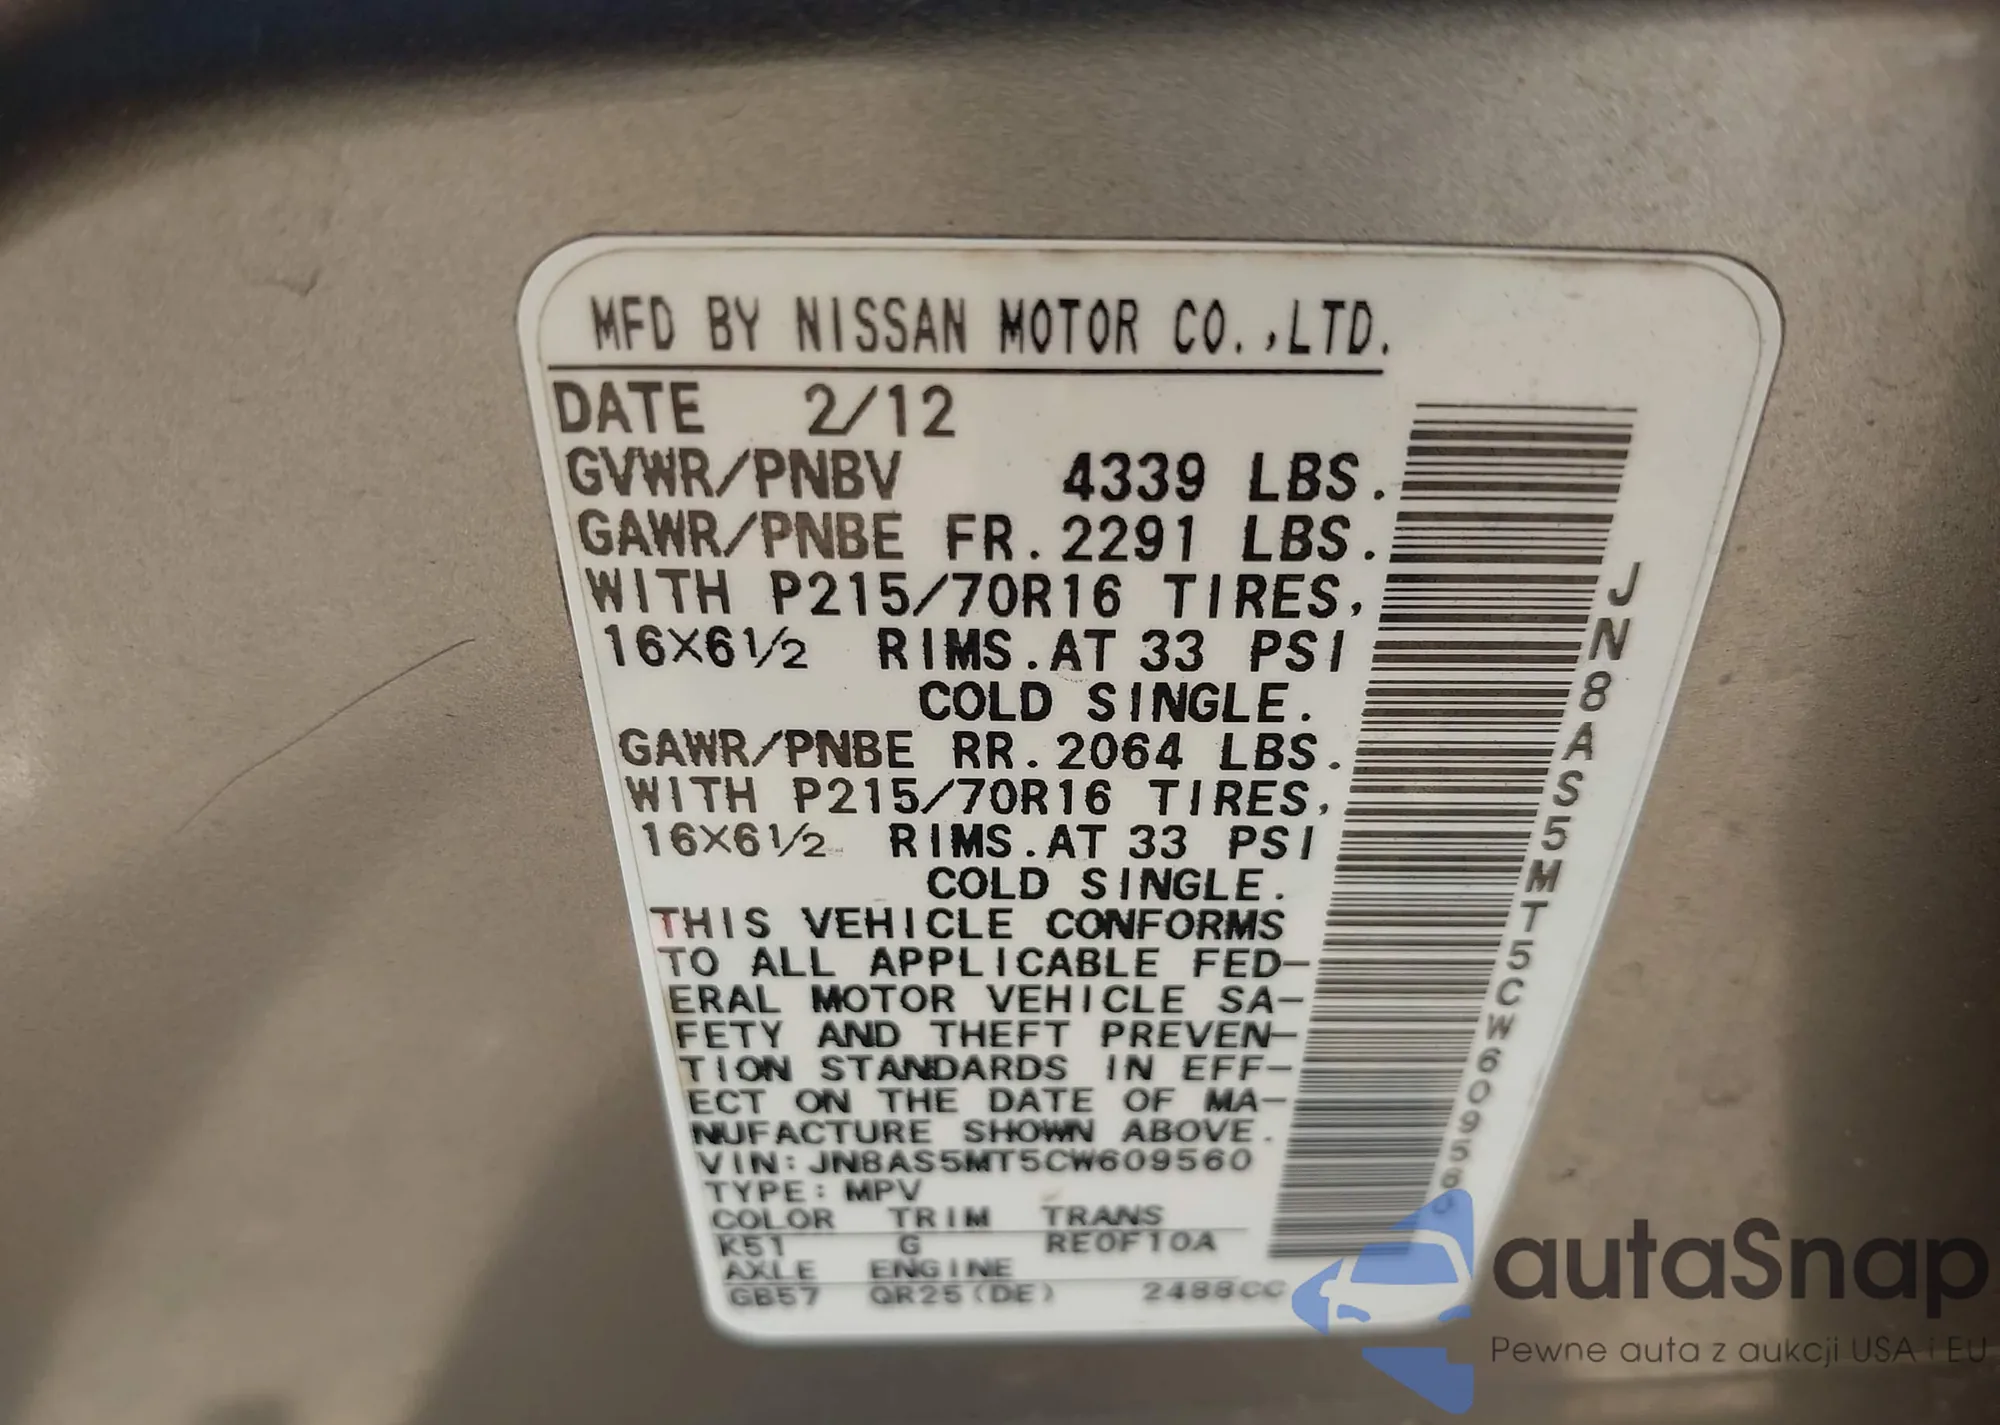 MFD BY NISSAN MOTOR CO.,LTD.
DATE 2/12
GVWR/PNBV 4339 LBS.
GAWR/PNBE FR.2291 LBS.
WITH P215/70R16 TIRES,
16×6½ RIMS.AT 33 PSI
COLD SINGLE.
GAWR/PNBE RR.2064 LBS.
WITH P215/70R16 TIRES,
16×6½ RIMS.AT 33 PSI
COLD SINGLE.
THIS VEHICLE CONFORMS
TO ALL APPLICABLE FED-
ERAL MOTOR VEHICLE SA-
FETY AND THEFT PREVEN-
TION STANDARDS IN EFF-
ECT ON THE DATE OF MA-
NUFACTURE SHOWN ABOVE.
VIN: JN8AS5MT5CW609560
TYPE: MPV
COLOR TRIM TRANS
K51 G RE0F10A
AXLE ENGINE
GB57 QR25(DE) 2488CC
JN8AS5MT5CW609560
autaSnap
Pewne auta z aukcji USA i EU